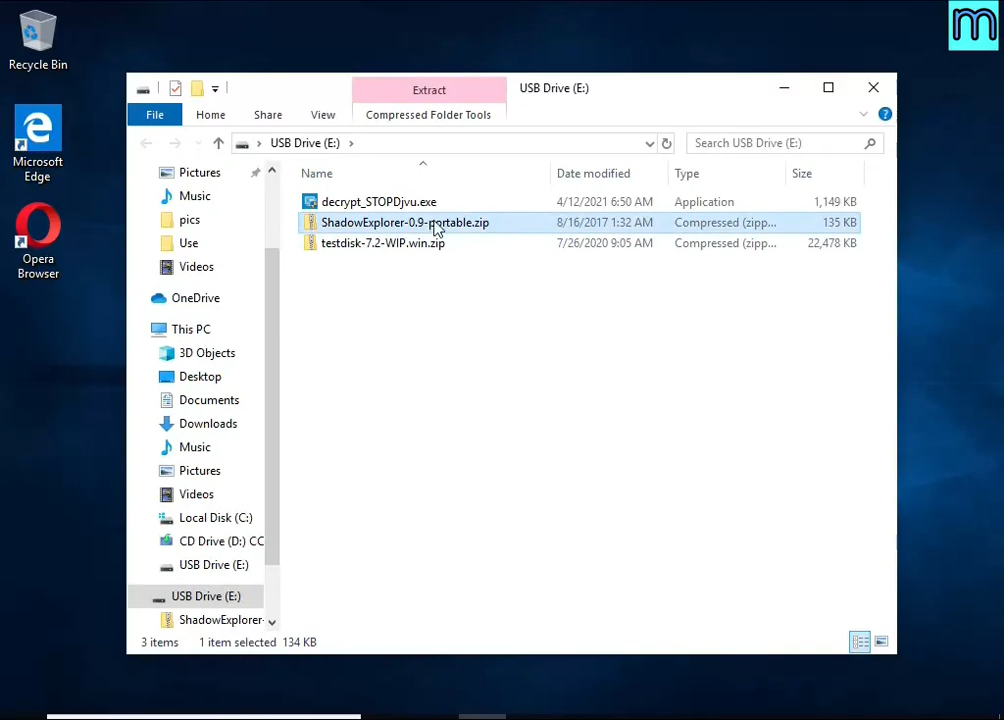 m
Recycle Bin
Microsoft
Edge
Opera
Browser
Extract
USB Drive (E:)
File
Home
Share
View
Compressed Folder Tools
USB Drive (E:)
Search USB Drive (E:)
Name
Date modified
Type
Size
decrypt_STOPDjvu.exe
4/12/2021 6:50 AM
Application
1,149 KB
ShadowExplorer-0.9-portable.zip
8/16/2017 1:32 AM
Compressed (zipp...
135 KB
testdisk-7.2-WIP.win.zip
7/26/2020 9:05 AM
Compressed (zipp...
22,478 KB
Pictures
Music
pics
Use
Videos
OneDrive
This PC
3D Objects
Desktop
Documents
Downloads
Music
Pictures
Videos
Local Disk (C:)
CD Drive (D:) CC
USB Drive (E:)
USB Drive (E:)
ShadowExplorer-
3 items
1 item selected 134 KB